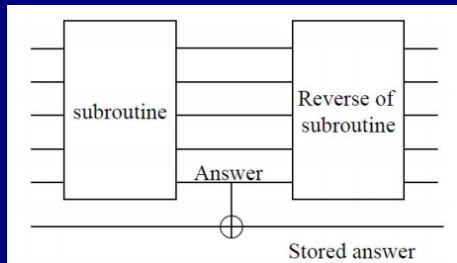 subroutine
Reverse of
subroutine
Answer
Stored answer